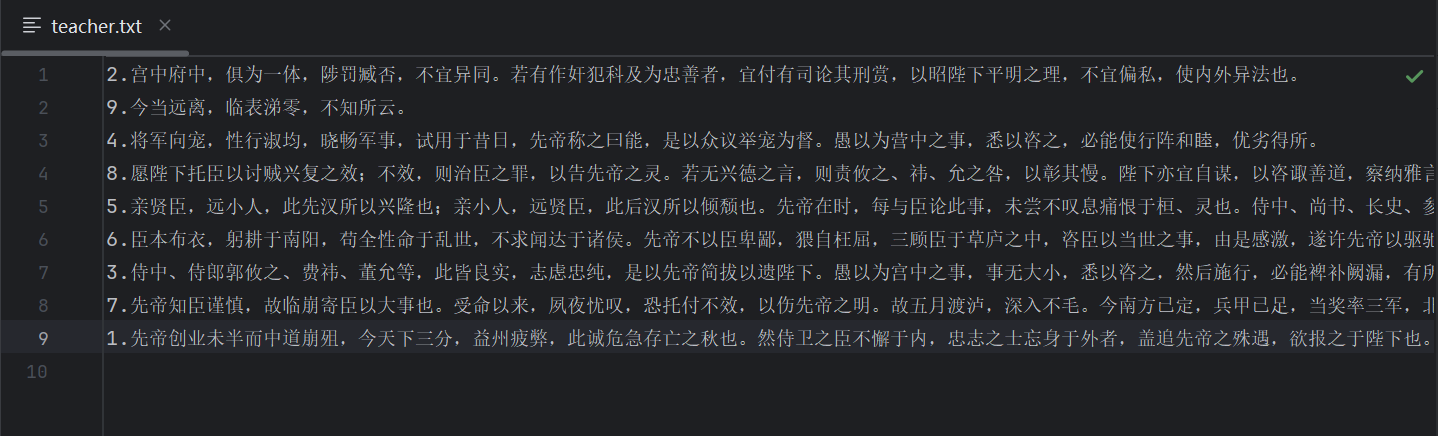 teacher.txt
1 2.宫中府中，俱为一体，陟罚臧否，不宜异同。若有作奸犯科及为忠善者，宜付有司论其刑赏，以昭陛下平明之理，不宜偏私，使内外异法也。
2 9.今当远离，临表涕零，不知所云。
3 4.将军向宠，性行淑均，晓畅军事，试用于昔日，先帝称之曰能，是以众议举宠为督。愚以为营中之事，悉以咨之，必能使行阵和睦，优劣得所。
4 8.愿陛下托臣以讨贼兴复之效；不效，则治臣之罪，以告先帝之灵。若无兴德之言，则责攸之、祎、允之咎，以彰其慢。陛下亦宜自谋，以咨诹善道，察纳雅言
5 5.亲贤臣，远小人，此先汉所以兴隆也；亲小人，远贤臣，此后汉所以倾颓也。先帝在时，每与臣论此事，未尝不叹息痛恨于桓、灵也。侍中、尚书、长史、参
6 6.臣本布衣，躬耕于南阳，苟全性命于乱世，不求闻达于诸侯。先帝不以臣卑鄙，猥自枉屈，三顾臣于草庐之中，咨臣以当世之事，由是感激，遂许先帝以驱驰
7 3.侍中、侍郎郭攸之、费祎、董允等，此皆良实，志虑忠纯，是以先帝简拔以遗陛下。愚以为宫中之事，事无大小，悉以咨之，然后施行，必能裨补阙漏，有所
8 7.先帝知臣谨慎，故临崩寄臣以大事也。受命以来，夙夜忧叹，恐托付不效，以伤先帝之明。故五月渡泸，深入不毛。今南方已定，兵甲已足，当奖率三军，北
9 1.先帝创业未半而中道崩殂，今天下三分，益州疲弊，此诚危急存亡之秋也。然侍卫之臣不懈于内，忠志之士忘身于外者，盖追先帝之殊遇，欲报之于陛下也。
10